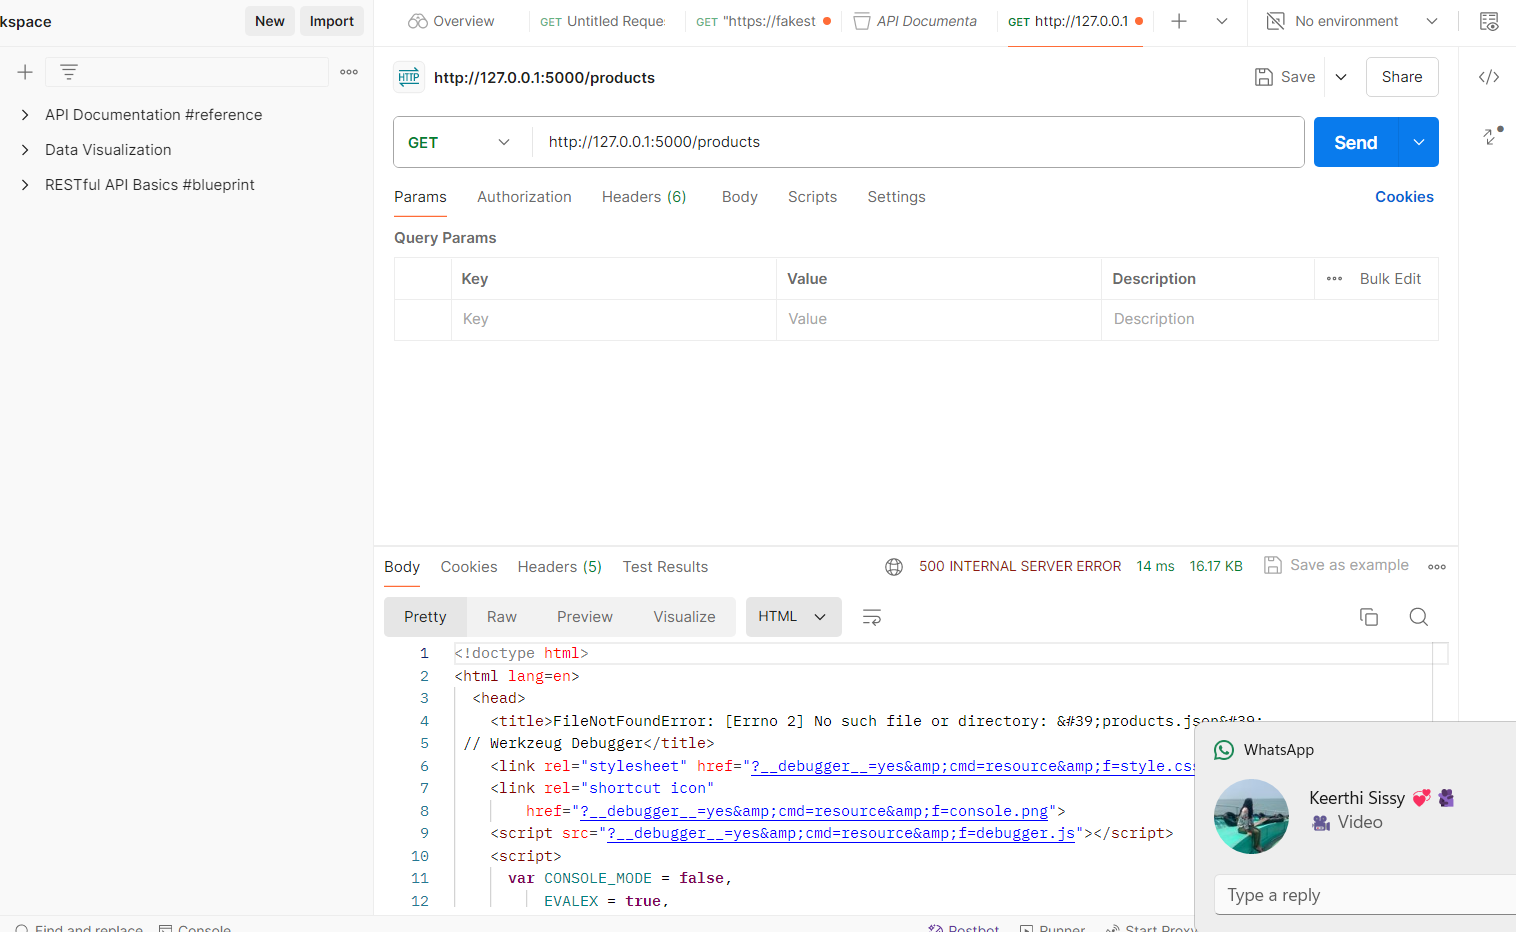 kspace
New
Import
Overview
GET Untitled Reque
GET "https://fakest
API Documenta
GET http://127.0.0.1
No environment
API Documentation #reference
Data Visualization
RESTful API Basics #blueprint
HTTP
http://127.0.0.1:5000/products
Save
Share
GET
http://127.0.0.1:5000/products
Send
Params
Authorization
Headers (6)
Body
Scripts
Settings
Cookies
Query Params
Key
Value
Description
Bulk Edit
Key
Value
Description
Body
Cookies
Headers (5)
Test Results
500 INTERNAL SERVER ERROR
14 ms
16.17 KB
Save as example
Pretty
Raw
Preview
Visualize
HTML
1 <!doctype html>
2 <html lang=en>
3 <head>
4 <title>FileNotFoundError: [Errno 2] No such file or directory: &#39;products.json&#39;
5 // Werkzeug Debugger</title>
6 <link rel="stylesheet" href="?__debugger__=yes&amp;cmd=resource&amp;f=style.css
7 <link rel="shortcut icon"
8 href="?__debugger__=yes&amp;cmd=resource&amp;f=console.png">
9 <script src="?__debugger__=yes&amp;cmd=resource&amp;f=debugger.js"></script>
10 <script>
11 var CONSOLE_MODE = false,
12 EVALEX = true,
WhatsApp
Keerthi Sissy 💞 🎥
🎥 Video
Type a reply
Find and replace
Console
Postbot
Runner
Start Proxy